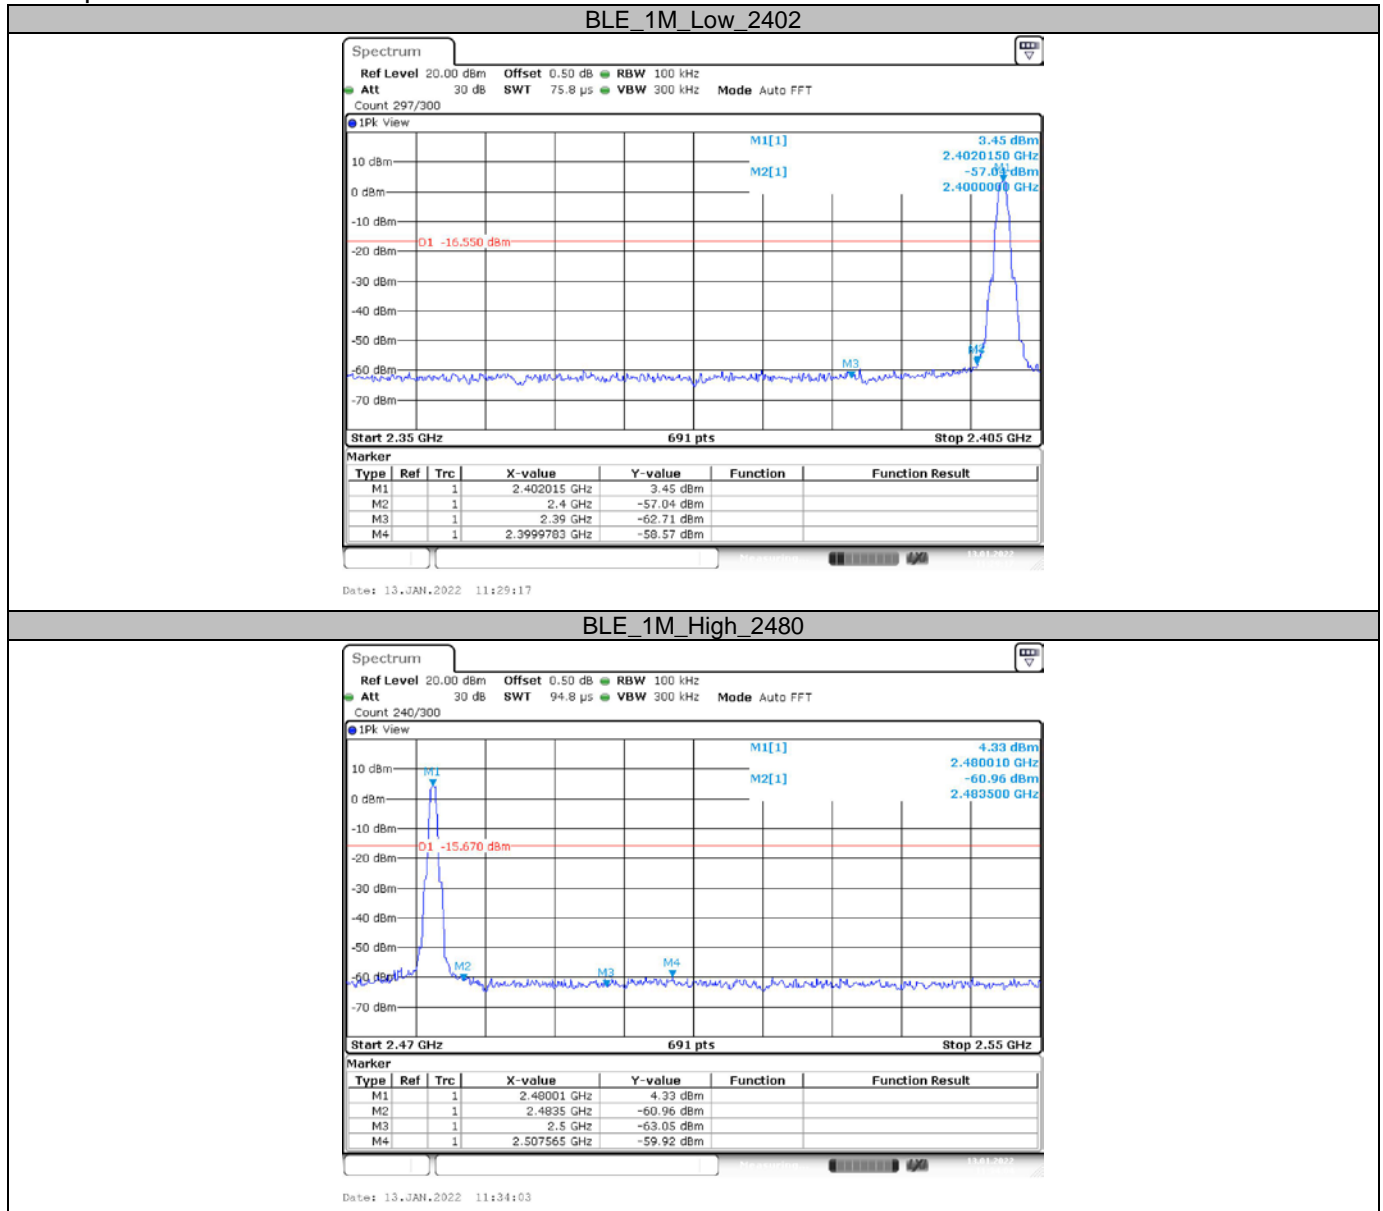 BLE_1M_Low_2402
Spectrum
Ref Level 20.00 dBm Offset 0.50 dB RBW 100 kHz
Att 30 dB SWT 75.8 µs VBW 300 kHz Mode Auto FFT
Count 297/300
1Pk View
M1[1] 3.45 dBm
2.4020150 GHz
M2[1] -57.04 dBm
2.4000000 GHz
M1
10 dBm
0 dBm
-10 dBm
D1 -16.550 dBm
-20 dBm
-30 dBm
-40 dBm
-50 dBm
M3
-60 dBm
-70 dBm
Start 2.35 GHz 691 pts Stop 2.405 GHz
Marker
Type Ref Trc X-value Y-value Function Function Result
M1 1 2.402015 GHz 3.45 dBm
M2 1 2.4 GHz -57.04 dBm
M3 1 2.39 GHz -62.71 dBm
M4 1 2.3999783 GHz -58.57 dBm
Measuring 13.01.2022
Date: 13.JAN.2022 11:29:17
BLE_1M_High_2480
Spectrum
Ref Level 20.00 dBm Offset 0.50 dB RBW 100 kHz
Att 30 dB SWT 94.8 µs VBW 300 kHz Mode Auto FFT
Count 240/300
1Pk View
M1[1] 4.33 dBm
2.480010 GHz
M2[1] -60.96 dBm
2.483500 GHz
10 dBm
M1
0 dBm
-10 dBm
D1 -15.670 dBm
-20 dBm
-30 dBm
-40 dBm
-50 dBm
M2 M3 M4
-60 dBm
-70 dBm
Start 2.47 GHz 691 pts Stop 2.55 GHz
Marker
Type Ref Trc X-value Y-value Function Function Result
M1 1 2.48001 GHz 4.33 dBm
M2 1 2.4835 GHz -60.96 dBm
M3 1 2.5 GHz -63.05 dBm
M4 1 2.507565 GHz -59.92 dBm
Measuring 13.01.2022
Date: 13.JAN.2022 11:34:03